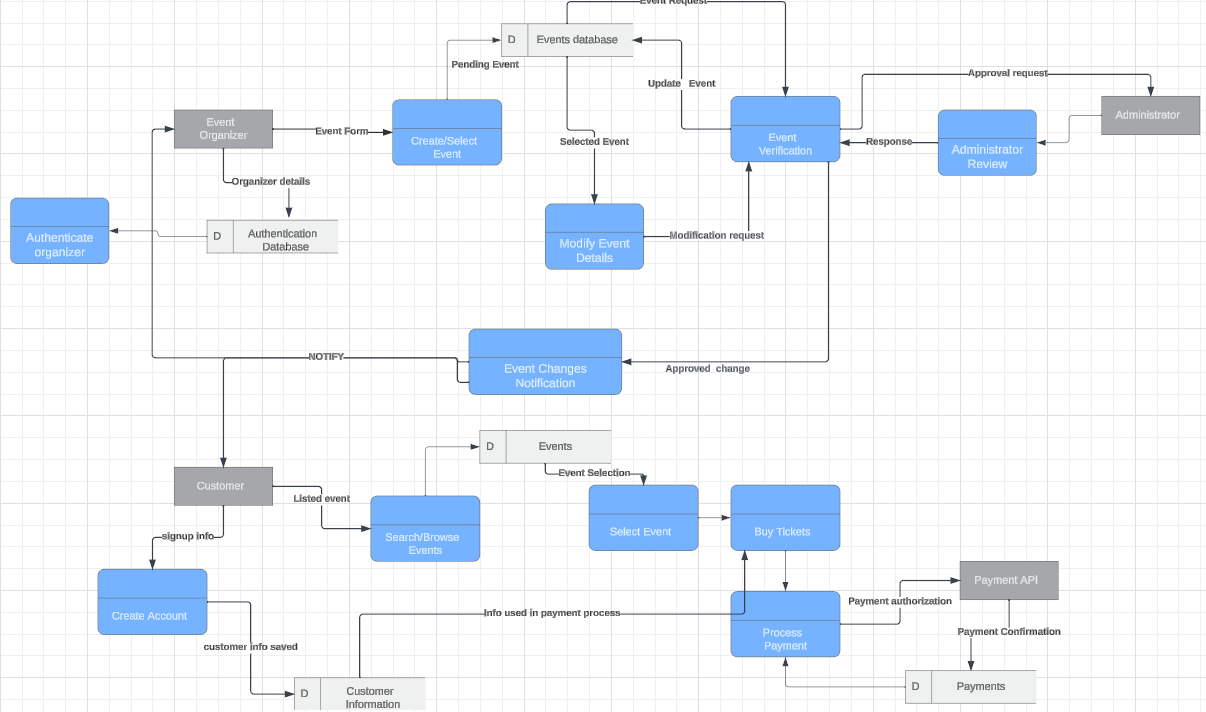 Event Request
D
Events database
Pending Event
Update Event
Approval request
Event
Organizer
Event Form
Create/Select
Event
Selected Event
Event
Verification
Response
Administrator
Review
Administrator
Organizer details
D
Authentication
Database
Authenticate
organizer
Modify Event
Details
Modification request
NOTIFY
Event Changes
Notification
Approved change
D
Events
Event Selection
Customer
Listed event
Search/Browse
Events
Select Event
Buy Tickets
signup info
Create Account
customer info saved
Info used in payment process
Process
Payment
Payment authorization
Payment API
Payment Confirmation
D
Customer
Information
D
Payments